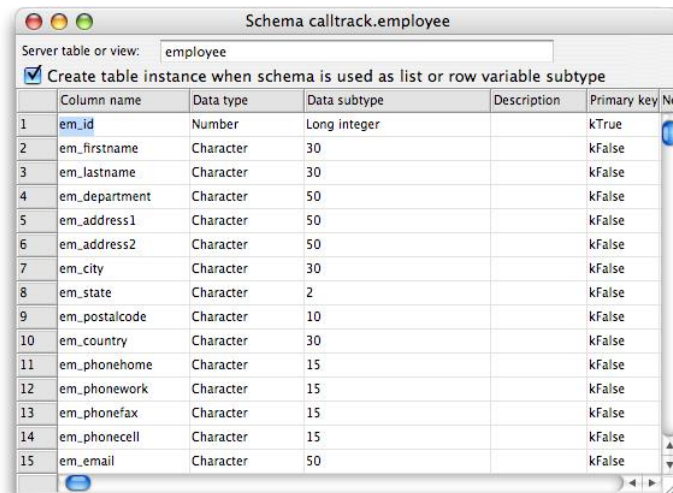 Schema calltrack.employee
Server table or view: employee
Create table instance when schema is used as list or row variable subtype
Column name Data type Data subtype Description Primary key
1 em_id Number Long integer kTrue
2 em_firstname Character 30 kFalse
3 em_lastname Character 30 kFalse
4 em_department Character 50 kFalse
5 em_address1 Character 50 kFalse
6 em_address2 Character 50 kFalse
7 em_city Character 30 kFalse
8 em_state Character 2 kFalse
9 em_postalcode Character 10 kFalse
10 em_country Character 30 kFalse
11 em_phonehome Character 15 kFalse
12 em_phonework Character 15 kFalse
13 em_phonefax Character 15 kFalse
14 em_phonecell Character 15 kFalse
15 em_email Character 50 kFalse